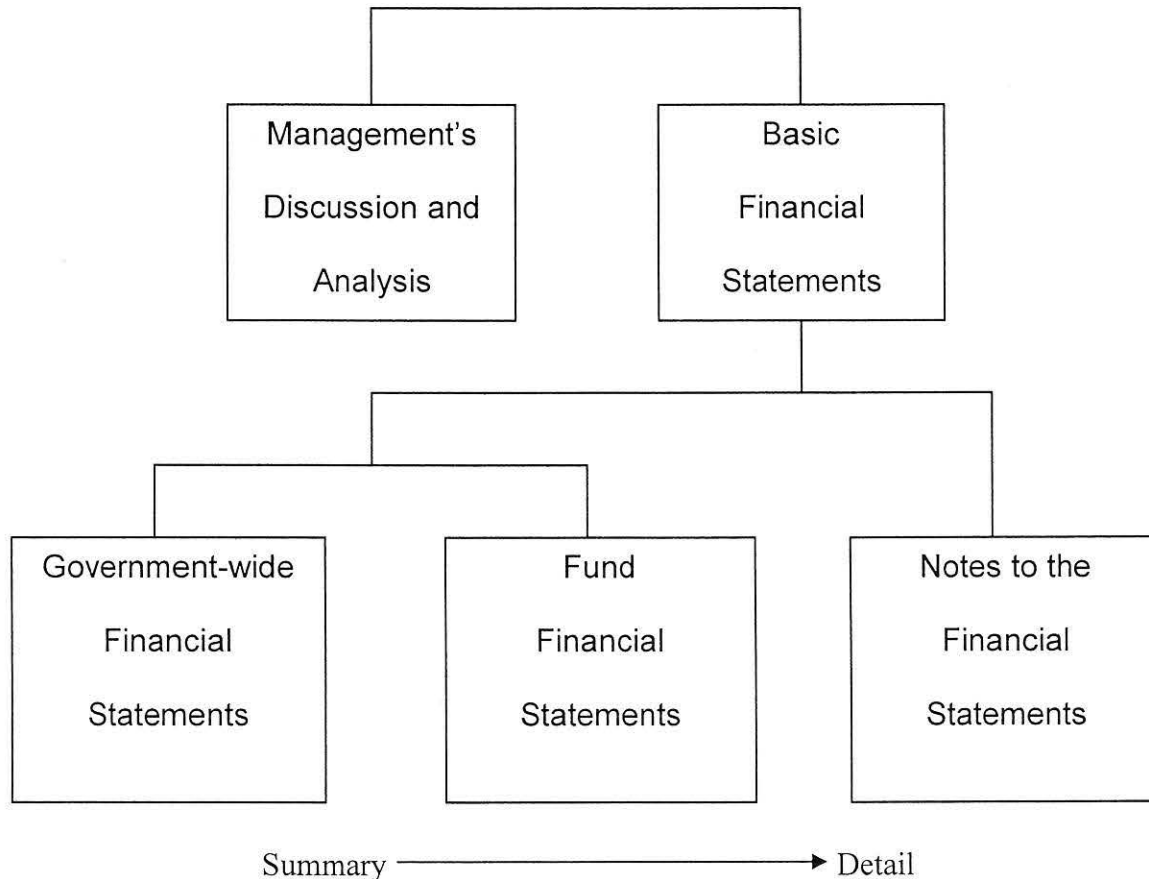 Management's
Discussion and
Analysis
Basic
Financial
Statements
Government-wide
Financial
Statements
Fund
Financial
Statements
Notes to the
Financial
Statements
Summary
Detail